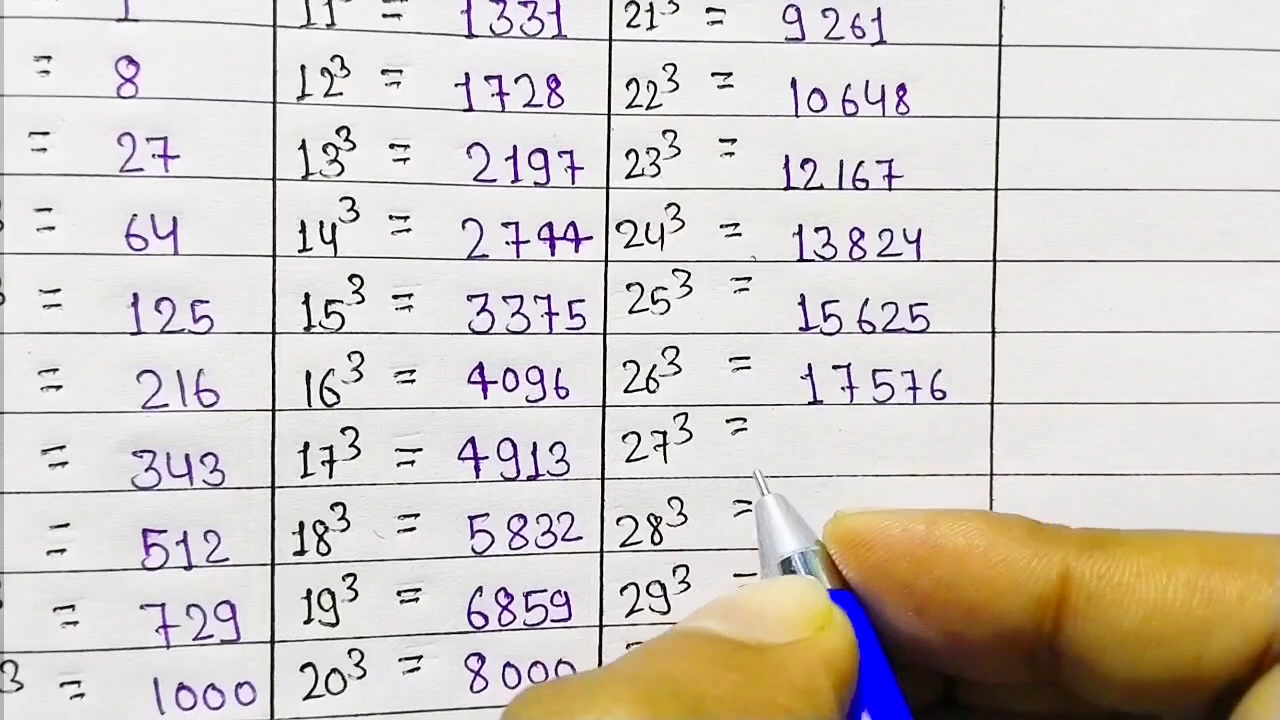 1 11³ = 1331 21³ = 9261
= 8 12³ = 1728 22³ = 10648
= 27 13³ = 2197 23³ = 12167
= 64 14³ = 2744 24³ = 13824
= 125 15³ = 3375 25³ = 15625
= 216 16³ = 4096 26³ = 17576
= 343 17³ = 4913 27³ =
= 512 18³ = 5832 28³ =
= 729 19³ = 6859 29³ =
³ = 1000 20³ = 8000